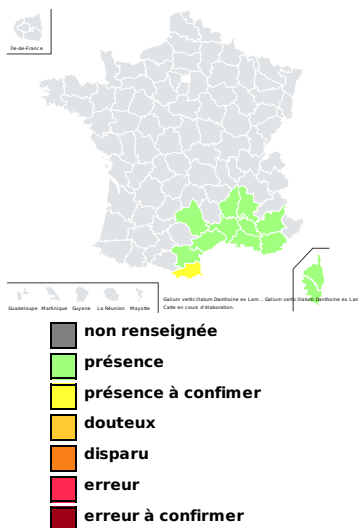 Île-de-France
Guadeloupe Martinique Guyane La Réunion Mayotte
Galium verticillatum Danthoine ex Lam. , Galium verticillatum Danthoine ex Lam
Carte en cours d'élaboration.
non renseignée
présence
présence à confimer
douteux
disparu
erreur
erreur à confirmer